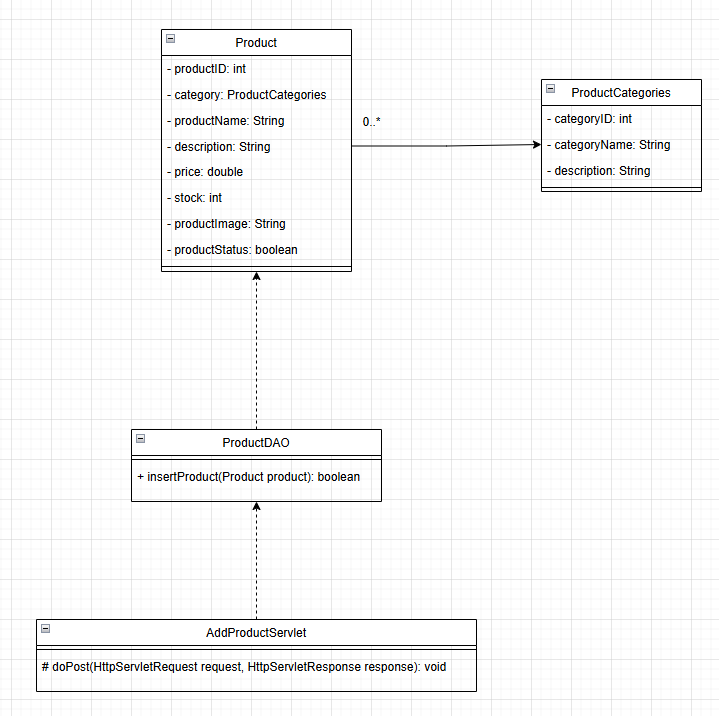 Product
- productID: int
- category: ProductCategories
- productName: String
- description: String
- price: double
- stock: int
- productImage: String
- productStatus: boolean
0..*
ProductCategories
- categoryID: int
- categoryName: String
- description: String
ProductDAO
+ insertProduct(Product product): boolean
AddProductServlet
# doPost(HttpServletRequest request, HttpServletResponse response): void